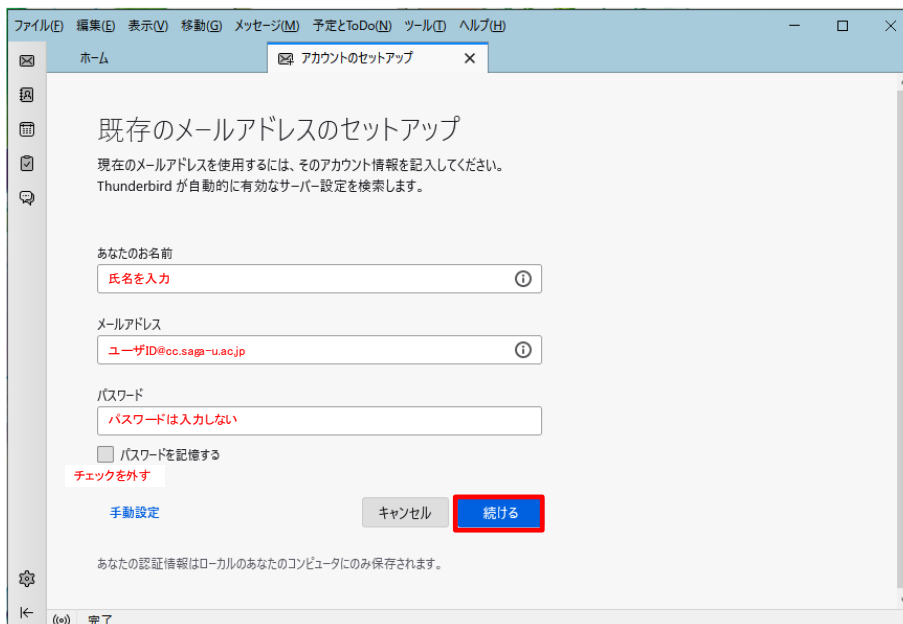 ファイル(F) 編集(E) 表示(V) 移動(G) メッセージ(M) 予定とToDo(N) ツール(T) ヘルプ(H)
ホーム
アカウントのセットアップ
既存のメールアドレスのセットアップ
現在のメールアドレスを使用するには、そのアカウント情報を記入してください。
Thunderbird が自動的に有効なサーバー設定を検索します。
あなたのお名前
氏名を入力
メールアドレス
ユーザID@cc.saga-u.ac.jp
パスワード
パスワードは入力しない
パスワードを記憶する
チェックを外す
手動設定
キャンセル
続ける
あなたの認証情報はローカルのあなたのコンピュータにのみ保存されます。
完了